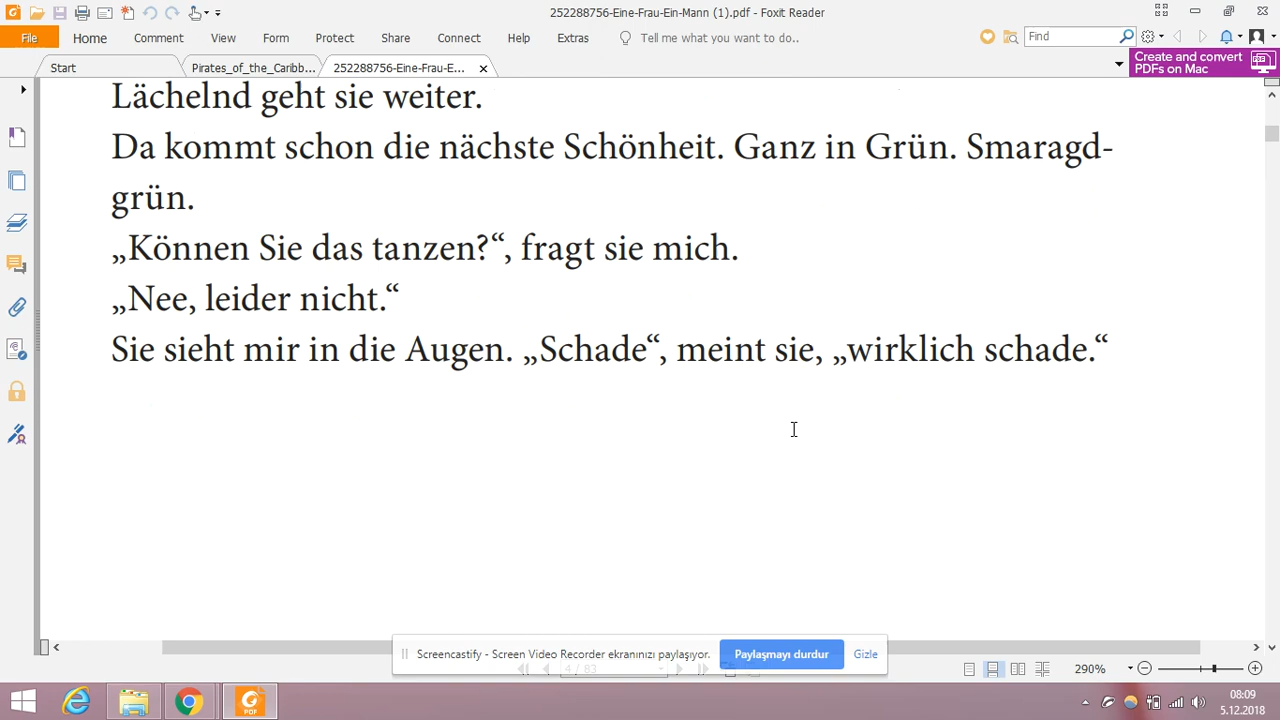 252288756-Eine-Frau-Ein-Mann (1).pdf - Foxit Reader
File Home Comment View Form Protect Share Connect Help Extras Tell me what you want to do.. Find
Start Pirates_of_the_Caribb... 252288756-Eine-Frau-E... Create and convert
PDFs on Mac
Lächelnd geht sie weiter.
Da kommt schon die nächste Schönheit. Ganz in Grün. Smaragd-
grün.
„Können Sie das tanzen?“, fragt sie mich.
„Nee, leider nicht.“
Sie sieht mir in die Augen. „Schade“, meint sie, „wirklich schade.“
Screencastify - Screen Video Recorder ekranınızı paylaşıyor. Paylaşmayı durdur Gizle
4 / 83
290%
PDF
08:09
5.12.2018